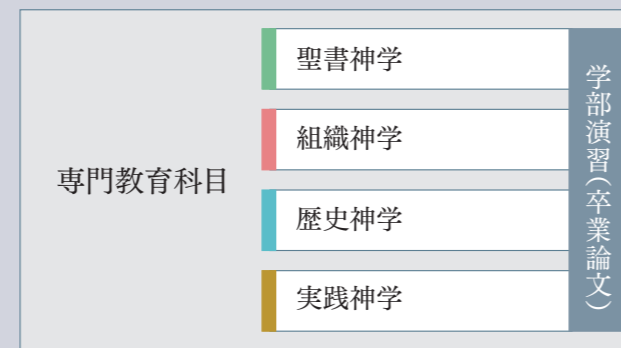 専門教育科目
聖書神学
組織神学
歴史神学
実践神学
学部演習（卒業論文）